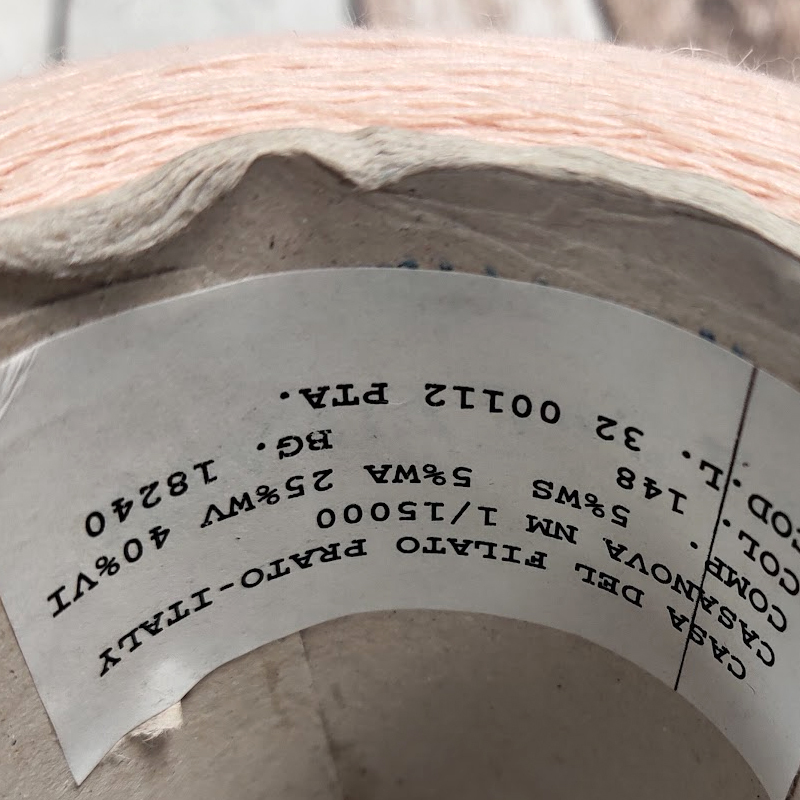 CASA DEL FILATO PRATO-ITALY
CASANOVA NM 1/15000
COMP. 5%WS 5%WA 25%WV 40%VI
COL. 148 BG. 18240
COD.L. 32 00112 PTA.